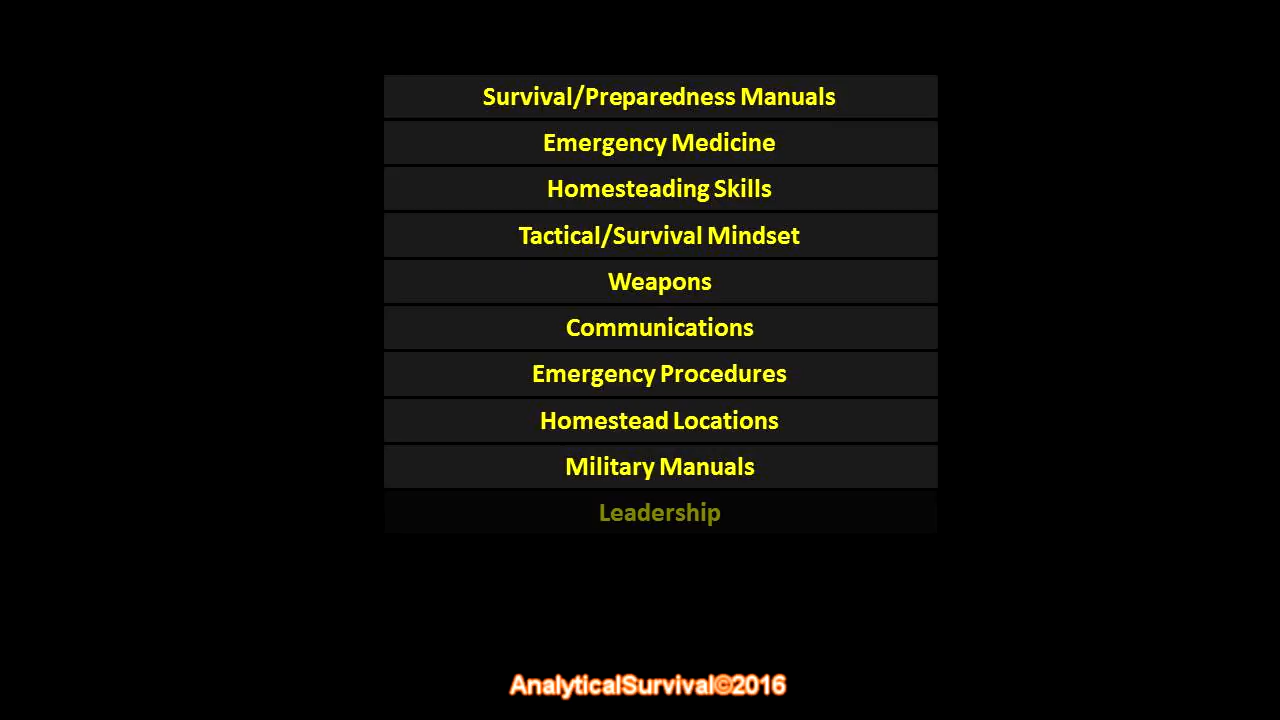 Survival/Preparedness Manuals
Emergency Medicine
Homesteading Skills
Tactical/Survival Mindset
Weapons
Communications
Emergency Procedures
Homestead Locations
Military Manuals
Leadership
AnalyticalSurvival©2016